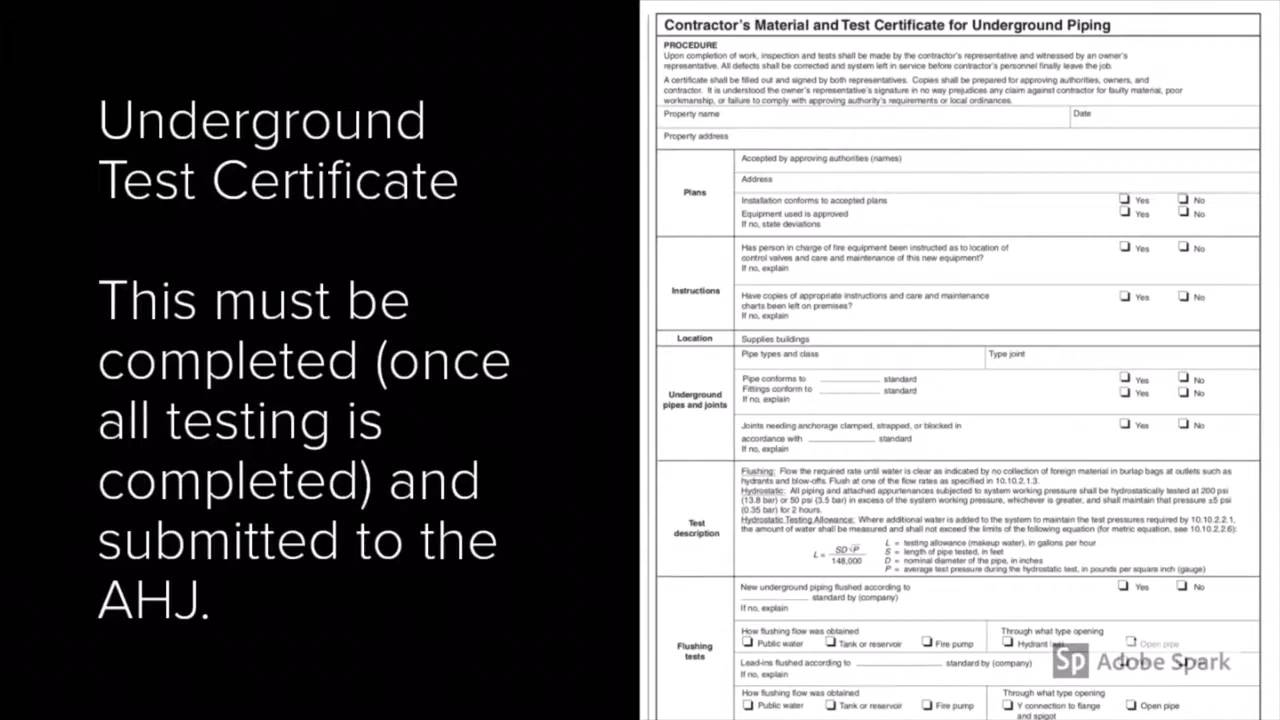 Underground
Test Certificate
This must be
completed (once
all testing is
completed) and
submitted to the
AHJ.
Contractor's Material and Test Certificate for Underground Piping
PROCEDURE
Upon completion of work, inspection and tests shall be made by the contractor's representative and witnessed by an owner's
representative. All defects shall be corrected and system left in service before contractor's personnel finally leave the job.
A certificate shall be filled out and signed by both representatives. Copies shall be prepared for approving authorities, owners, and
contractor. It is understood the owner's representative's signature in no way prejudices any claim against contractor for faulty material, poor
workmanship, or failure to comply with approving authority's requirements or local ordinances.
Property name Date
Property address
Plans
Accepted by approving authorities (names)
Address
Installation conforms to accepted plans Yes No
Equipment used is approved Yes No
If no, state deviations
Instructions
Has person in charge of fire equipment been instructed as to location of
control valves and care and maintenance of this new equipment? Yes No
If no, explain
Have copies of appropriate instructions and care and maintenance
charts been left on premises? Yes No
If no, explain
Location Supplies buildings
Underground
pipes and joints
Pipe types and class Type joint
Pipe conforms to ____________ standard Yes No
Fittings conform to ____________ standard Yes No
If no, explain
Joints needing anchorage clamped, strapped, or blocked in Yes No
accordance with ____________ standard
If no, explain
Test
description
Flushing: Flow the required rate until water is clear as indicated by no collection of foreign material in burlap bags at outlets such as
hydrants and blow-offs. Flush at one of the flow rates as specified in 10.10.2.1.3.
Hydrostatic: All piping and attached appurtenances subjected to system working pressure shall be hydrostatically tested at 200 psi
(13.8 bar) or 50 psi (3.5 bar) in excess of the system working pressure, whichever is greater, and shall maintain that pressure ±5 psi
(0.35 bar) for 2 hours.
Hydrostatic Testing Allowance: Where additional water is added to the system to maintain the test pressures required by 10.10.2.2.1,
the amount of water shall be measured and shall not exceed the limits of the following equation (for metric equation, see 10.10.2.2.6):
L = SD√P / 148,000
L = testing allowance (makeup water), in gallons per hour
S = length of pipe tested, in feet
D = nominal diameter of the pipe, in inches
P = average test pressure during the hydrostatic test, in pounds per square inch (gauge)
Flushing
tests
New underground piping flushed according to Yes No
____________ standard by (company)
If no, explain
How flushing flow was obtained Through what type opening
Public water Tank or reservoir Fire pump Hydrant Open pipe
Lead-ins flushed according to ____________ standard by (company)
If no, explain
How flushing flow was obtained Through what type opening
Public water Tank or reservoir Fire pump Y connection to flange Open pipe
and spigot
Sp Adobe Spark